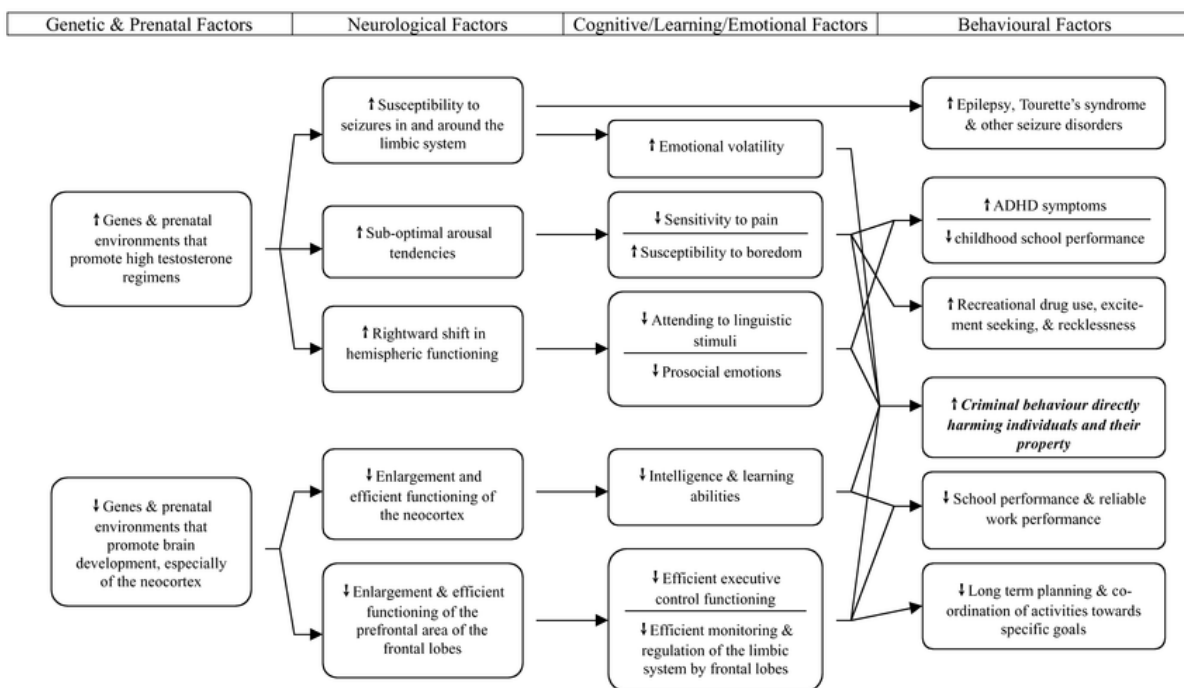 Genetic & Prenatal Factors
Neurological Factors
Cognitive/Learning/Emotional Factors
Behavioural Factors
↑ Genes & prenatal
environments that
promote high testosterone
regimens
↓ Genes & prenatal
environments that
promote brain
development, especially
of the neocortex
↑ Susceptibility to
seizures in and around the
limbic system
↑ Sub-optimal arousal
tendencies
↑ Rightward shift in
hemispheric functioning
↓ Enlargement and
efficient functioning of
the neocortex
↓ Enlargement & efficient
functioning of the
prefrontal area of the
frontal lobes
↑ Emotional volatility
↓ Sensitivity to pain
↑ Susceptibility to boredom
↓ Attending to linguistic
stimuli
↓ Prosocial emotions
↓ Intelligence & learning
abilities
↓ Efficient executive
control functioning
↓ Efficient monitoring &
regulation of the limbic
system by frontal lobes
↑ Epilepsy, Tourette's syndrome
& other seizure disorders
↑ ADHD symptoms
↓ childhood school performance
↑ Recreational drug use, excite-
ment seeking, & recklessness
↑ Criminal behaviour directly
harming individuals and their
property
↓ School performance & reliable
work performance
↓ Long term planning & co-
ordination of activities towards
specific goals